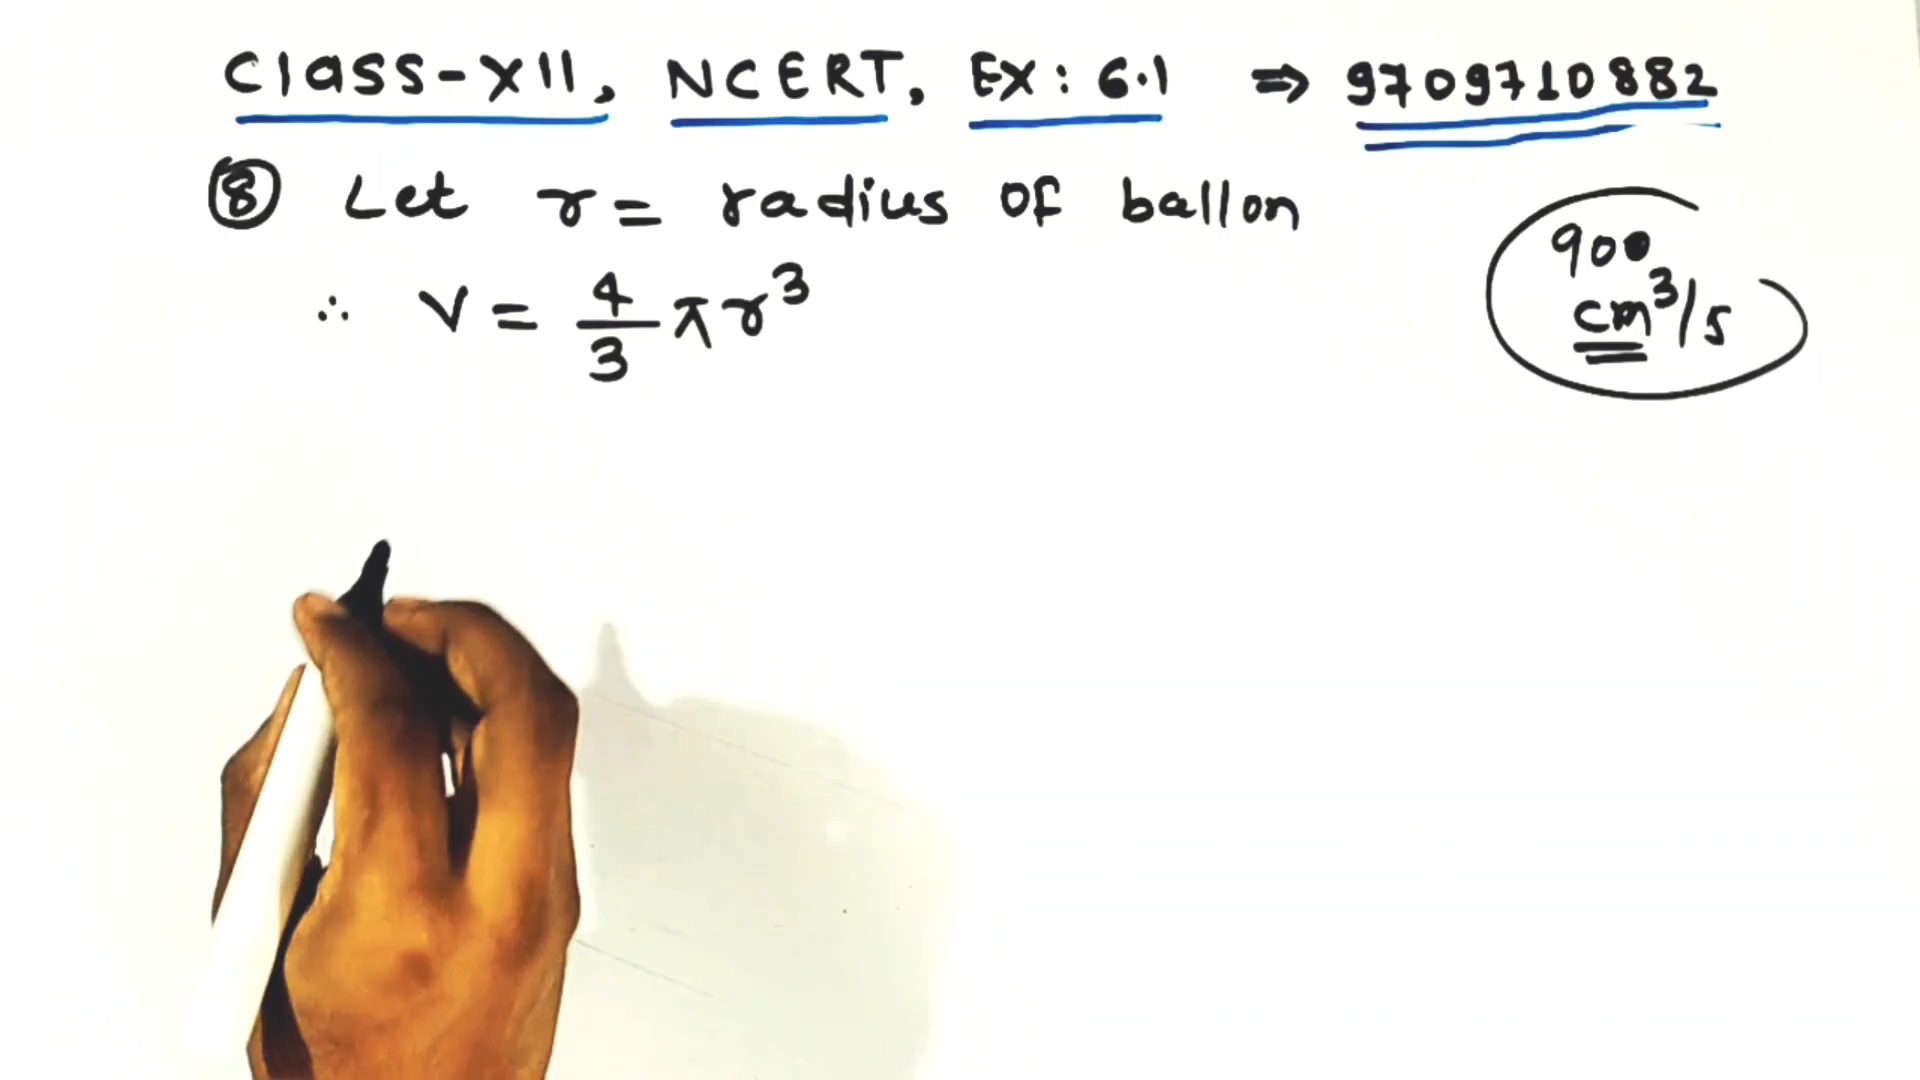 Class-XII, NCERT, EX: 6.1 ⇒ 9709710882
⑧ Let r = radius of ballon
∴ V = 4/3 πr³
900
cm³/s